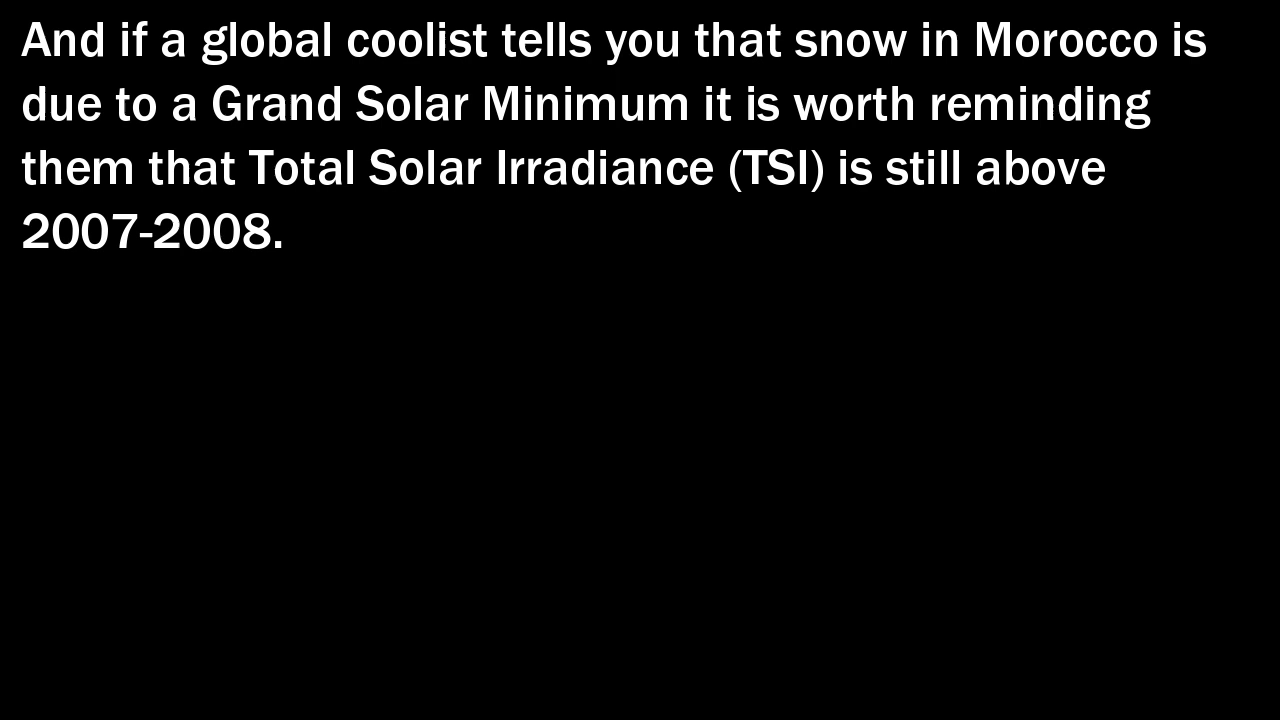 And if a global coolist tells you that snow in Morocco is
due to a Grand Solar Minimum it is worth reminding
them that Total Solar Irradiance (TSI) is still above
2007-2008.